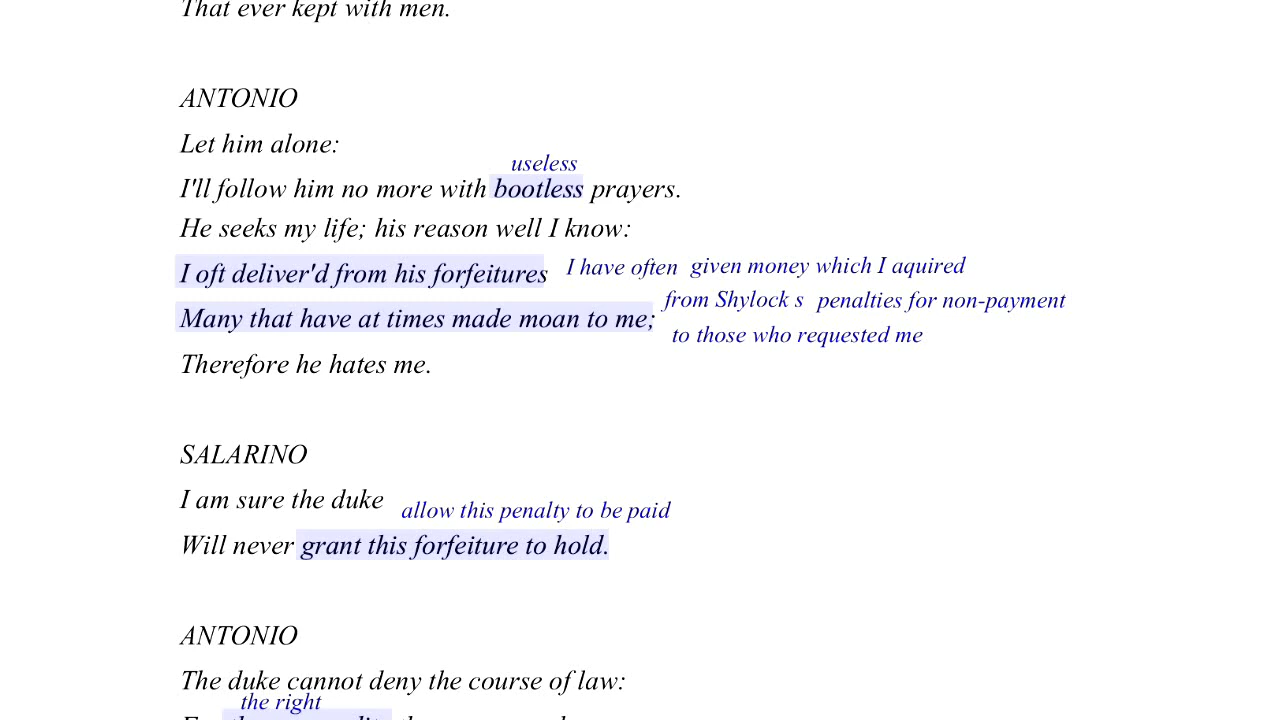 That ever kept with men.
ANTONIO
Let him alone:
useless
I'll follow him no more with bootless prayers.
He seeks my life; his reason well I know:
I oft deliver'd from his forfeitures I have often given money which I aquired
from Shylock s penalties for non-payment
Many that have at times made moan to me;
to those who requested me
Therefore he hates me.
SALARINO
I am sure the duke
allow this penalty to be paid
Will never grant this forfeiture to hold.
ANTONIO
The duke cannot deny the course of law:
the right